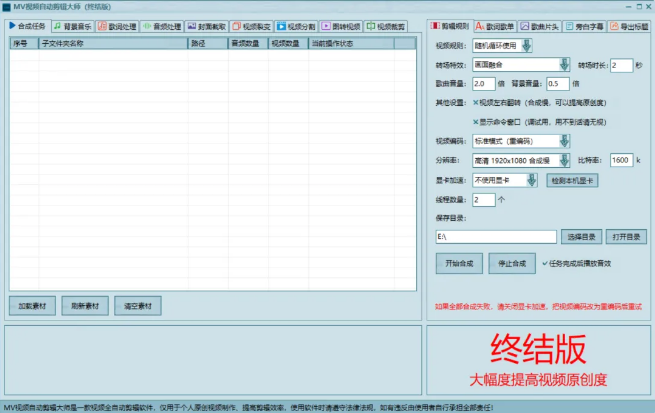 MV视频自动剪辑大师（终结版）
合成任务 背景音乐 歌词处理 音频处理 封面截取 视频裂变 视频分割 图转视频 视频裁剪
序号 子文件夹名称 路径 音频数量 视频数量 当前操作状态
加载素材 刷新素材 清空素材
剪辑规则 歌词歌单 歌曲片头 旁白字幕 导出标题
视频规则： 随机循环使用
转场特效： 画面融合 转场时长： 2 秒
歌曲音量： 2.0 倍 背景音量： 0.5 倍
其他设置： 视频左右翻转（合成慢，可以提高原创度）
显示命令窗口（调试用，用不到请无视）
视频编码： 标准模式（重编码）
分辨率： 高清 1920x1080 合成慢 比特率： 1600 k
显卡加速： 不使用显卡 检测本机显卡
线程数量： 2 个
保存目录：
E:\ 选择目录 打开目录
开始合成 停止合成 任务完成后播放音效
如果全部合成失败，请关闭显卡加速，把视频编码改为重编码后重试
终结版
大幅度提高视频原创度
MV视频自动剪辑大师是一款视频全自动剪辑软件，仅用于个人原创视频制作，提高剪辑效率，使用软件时请遵守法律法规，如有违反由使用者自行承担全部责任！